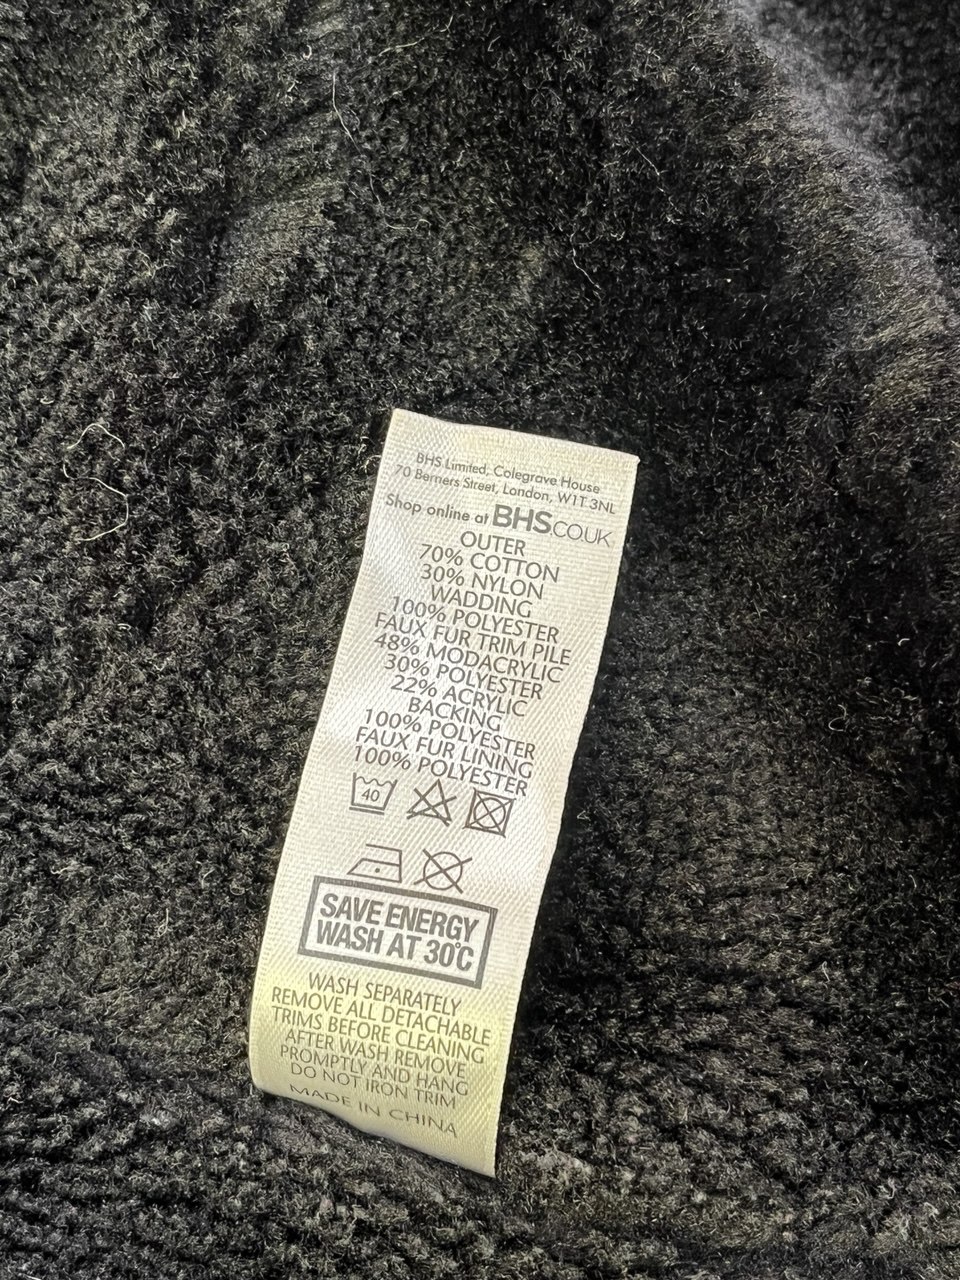 BHS Limited, Colegrave House
70 Berners Street, London, W1T 3NL
Shop online at BHS.CO.UK
OUTER
70% COTTON
30% NYLON
WADDING
100% POLYESTER
FAUX FUR TRIM PILE
48% MODACRYLIC
30% POLYESTER
22% ACRYLIC
BACKING
100% POLYESTER
FAUX FUR LINING
100% POLYESTER
40
SAVE ENERGY
WASH AT 30°C
WASH SEPARATELY
REMOVE ALL DETACHABLE
TRIMS BEFORE CLEANING
AFTER WASH REMOVE
PROMPTLY AND HANG
DO NOT IRON TRIM
MADE IN CHINA